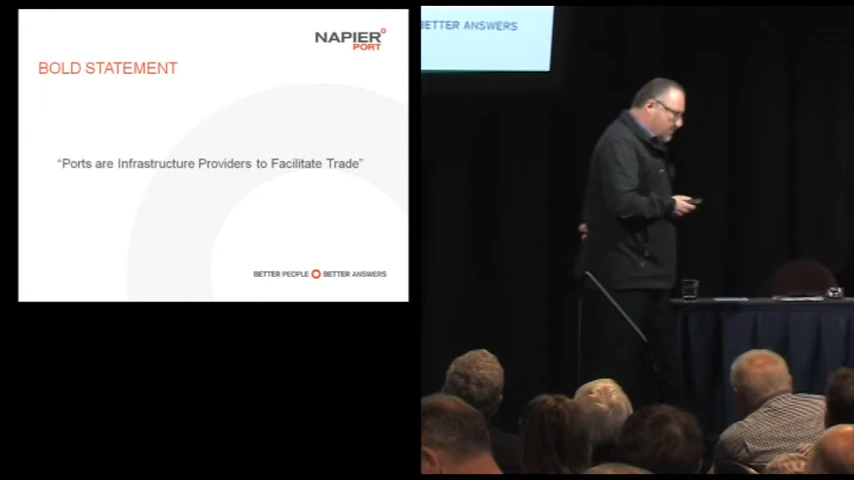 NAPIER
PORT
BOLD STATEMENT
“Ports are Infrastructure Providers to Facilitate Trade”
BETTER PEOPLE BETTER ANSWERS
BETTER ANSWERS